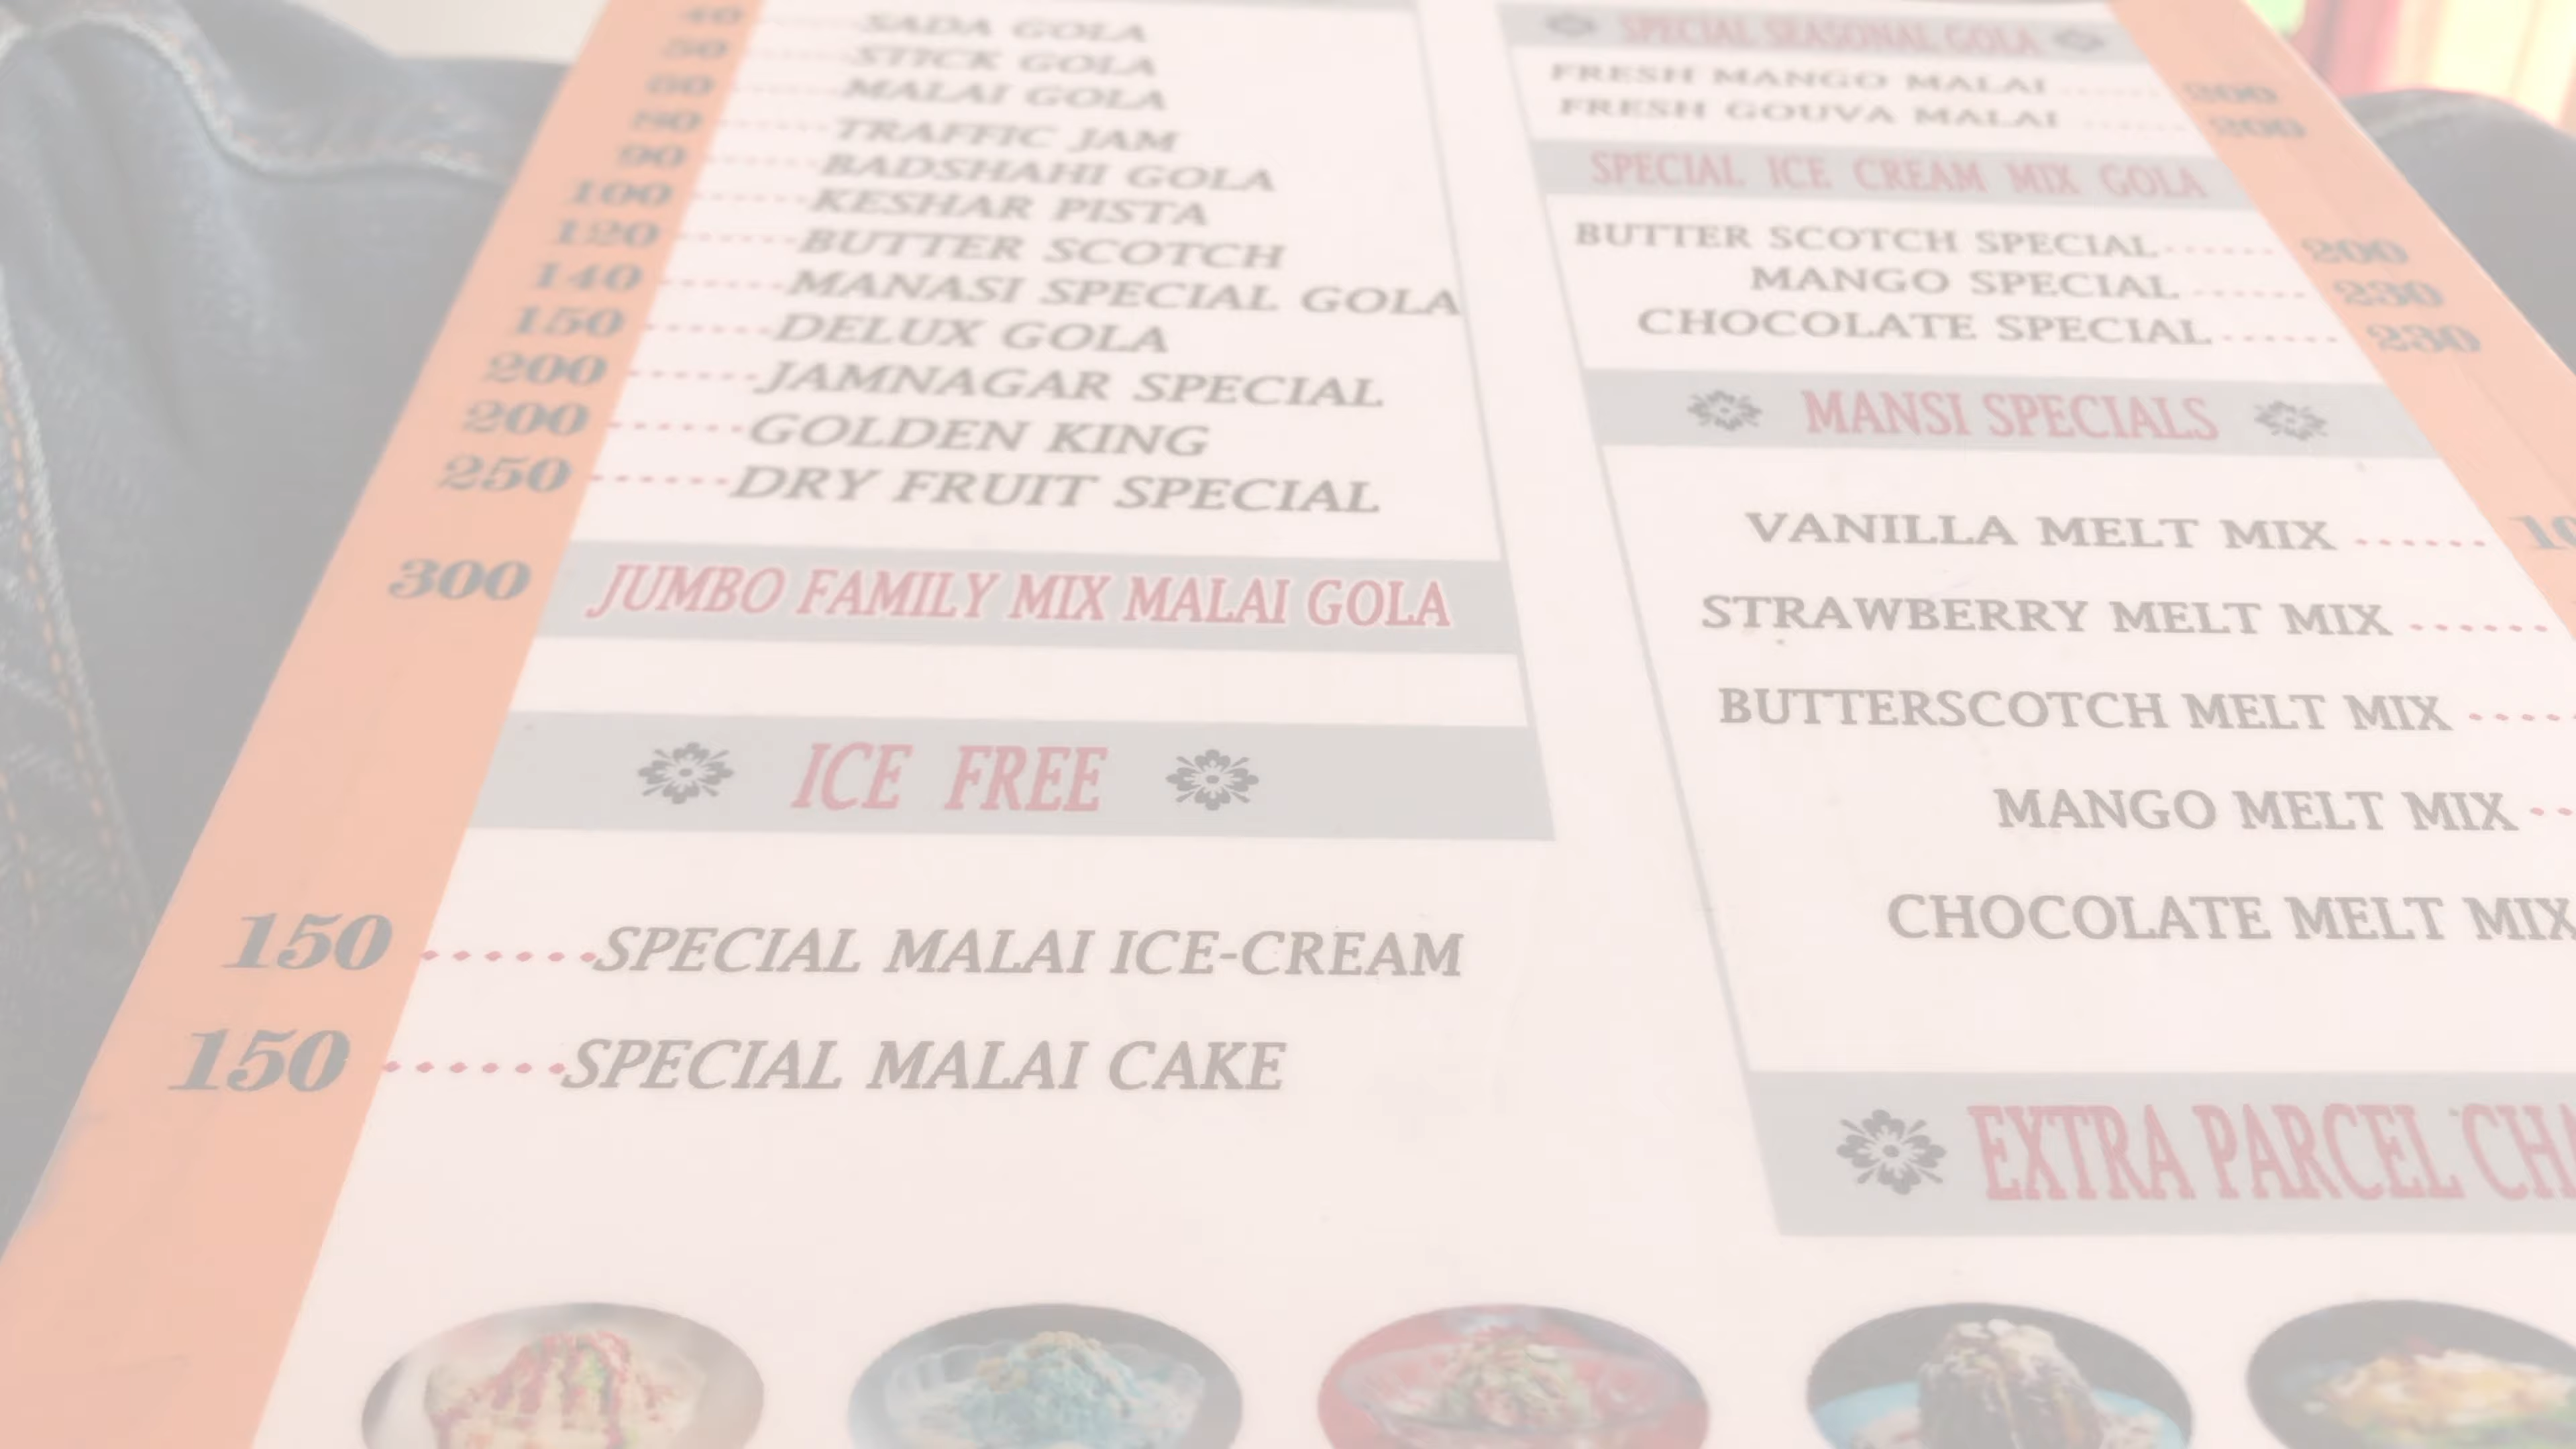 40 ...... SADA GOLA
50 ...... STICK GOLA
MALAI GOLA
TRAFFIC JAM
90 ...... BADSHAHI GOLA
100 ...... KESHAR PISTA
120 ...... BUTTER SCOTCH
140 ...... MANASI SPECIAL GOLA
150 ...... DELUX GOLA
200 ...... JAMNAGAR SPECIAL
200 ...... GOLDEN KING
250 ...... DRY FRUIT SPECIAL
300 JUMBO FAMILY MIX MALAI GOLA
ICE FREE
150 ...... SPECIAL MALAI ICE-CREAM
150 ...... SPECIAL MALAI CAKE
SPECIAL SEASONAL GOLA
FRESH MANGO MALAI ...... 200
FRESH GOUVA MALAI ...... 200
SPECIAL ICE CREAM MIX GOLA
BUTTER SCOTCH SPECIAL ...... 200
MANGO SPECIAL ...... 230
CHOCOLATE SPECIAL ...... 230
MANSI SPECIALS
VANILLA MELT MIX ......
STRAWBERRY MELT MIX ......
BUTTERSCOTCH MELT MIX ....
MANGO MELT MIX ..
CHOCOLATE MELT MIX
EXTRA PARCEL